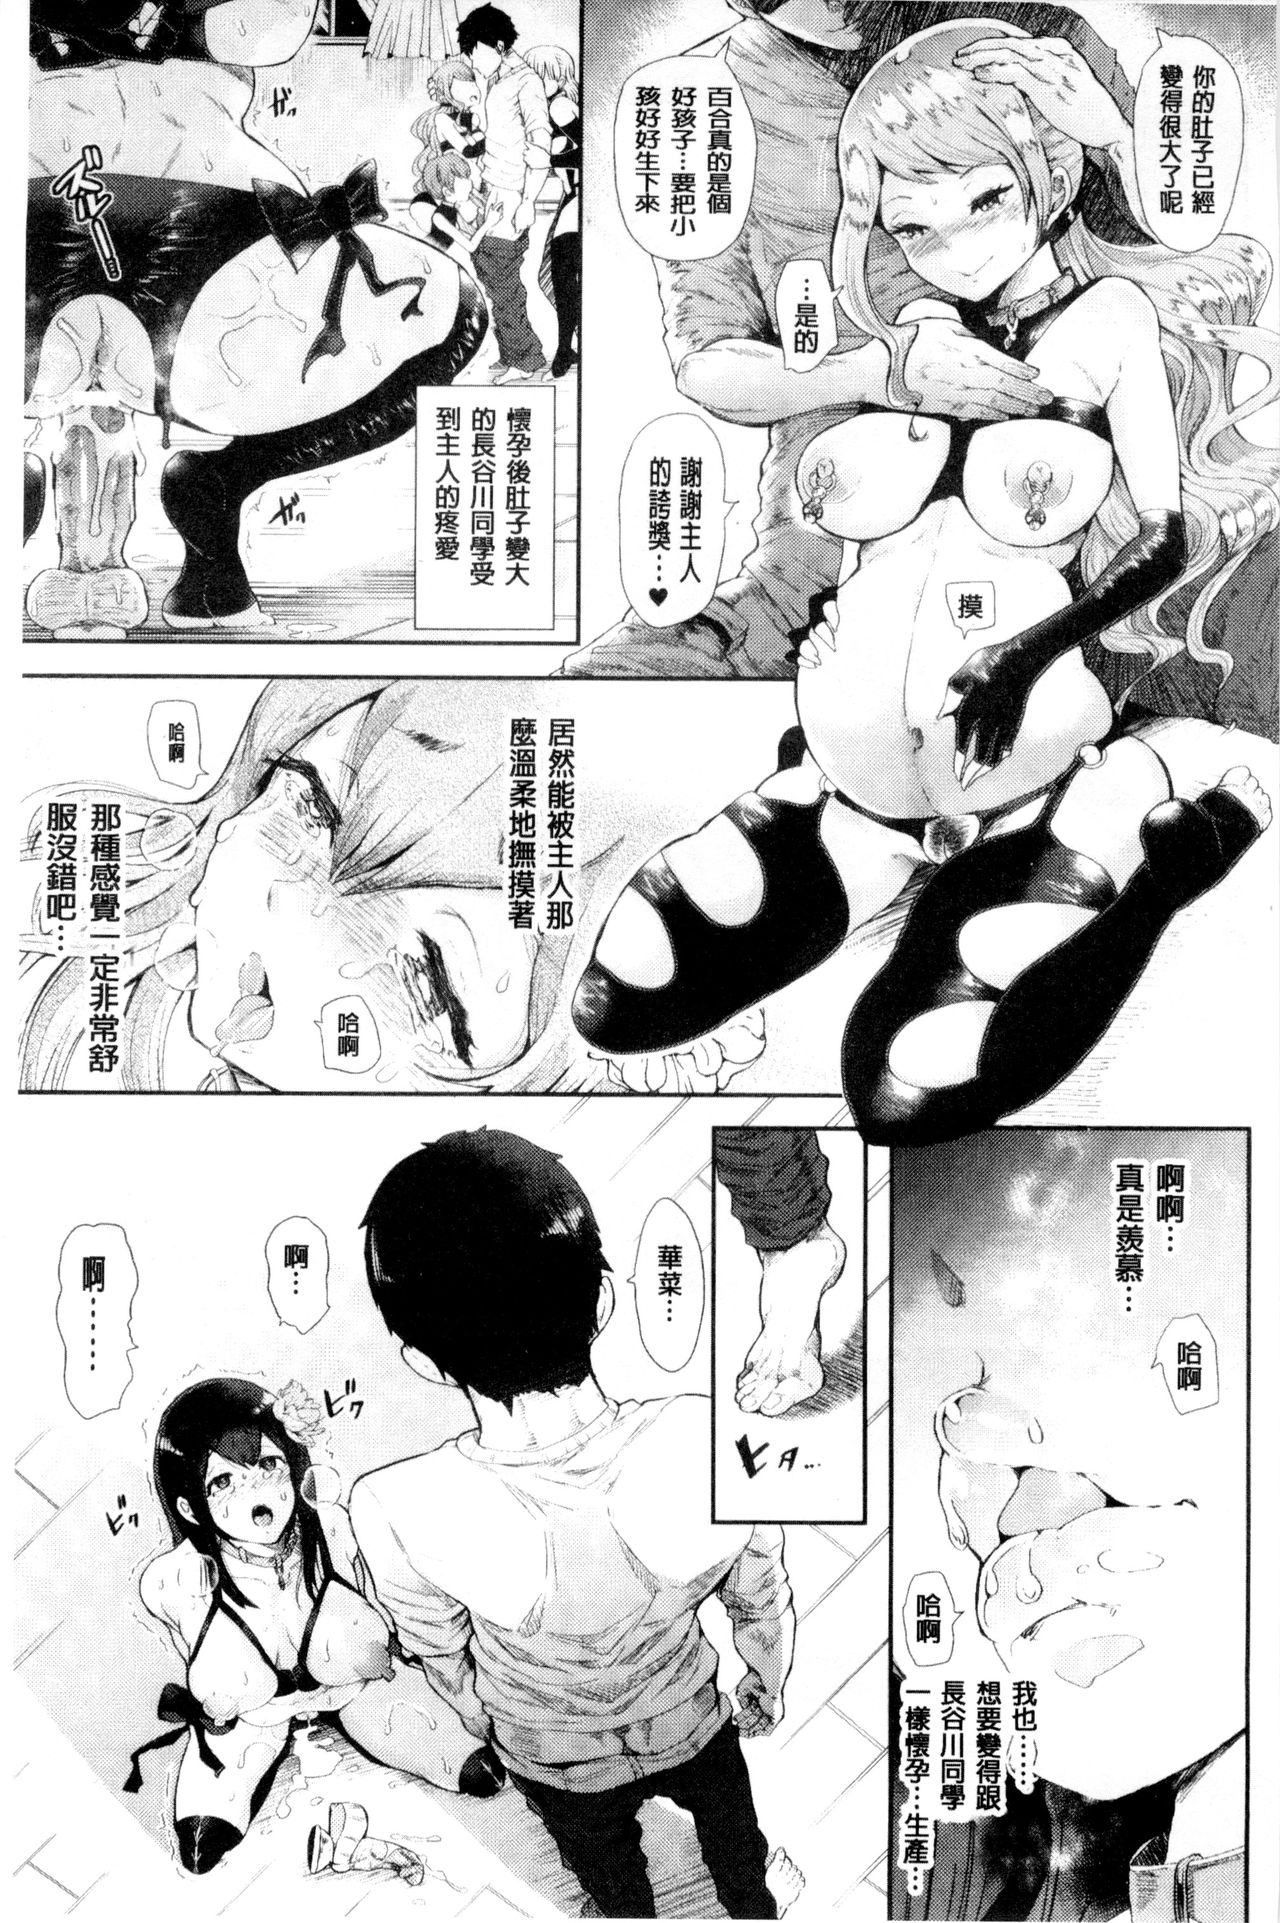 你的肚子已經
變得很大了呢
百合真的是個
好孩子…要把小
孩好好生下來
…是的
謝謝主人
的誇獎…♥
摸
懷孕後肚子變大
的長谷川同學受
到主人的疼愛
ズルッ
ガクッ
居然能被主人那
麼溫柔地撫摸著
哈啊
哈啊
那種感覺一定非常舒
服沒錯吧…
啊啊…
真是羨慕…
哈啊
哈啊
我也……
想要變得跟
長谷川同學
一樣懷孕…生產…
ヒタ…
華菜…
啊…
啊………
ビク
ビク